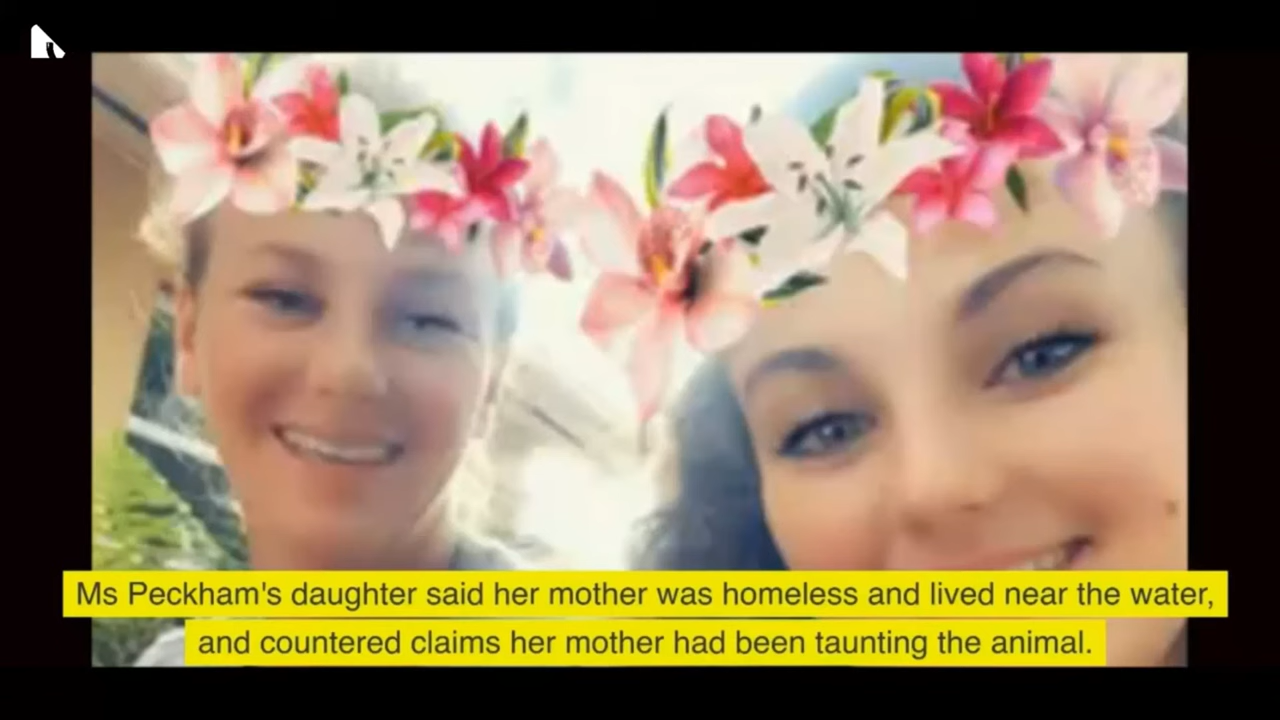 Ms Peckham's daughter said her mother was homeless and lived near the water,
and countered claims her mother had been taunting the animal.